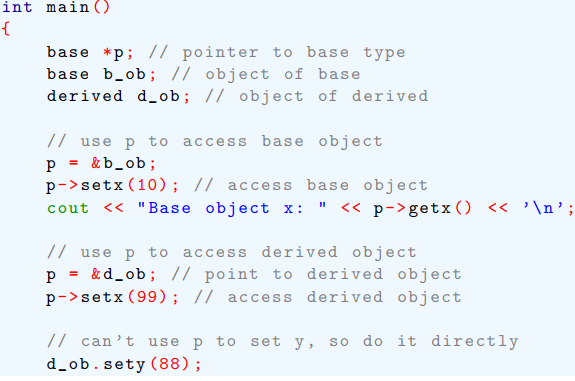 int main()
{
base *p; // pointer to base type
base b_ob; // object of base
derived d_ob; // object of derived
// use p to access base object
p = &b_ob;
p->setx(10); // access base object
cout << "Base object x: " << p->getx() << ’\n’;
// use p to access derived object
p = &d_ob; // point to derived object
p->setx(99); // access derived object
// can’t use p to set y, so do it directly
d_ob.sety(88);